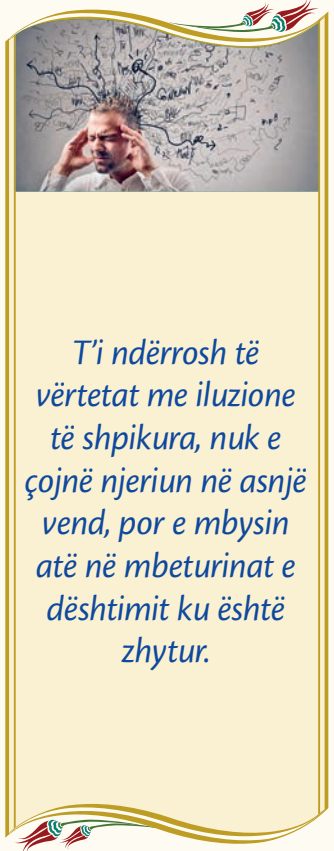 T’i ndërrosh të
vërtetat me iluzione
të shpikura, nuk e
çojnë njeriun në asnjë
vend, por e mbysin
atë në mbeturinat e
dështimit ku është
zhytur.